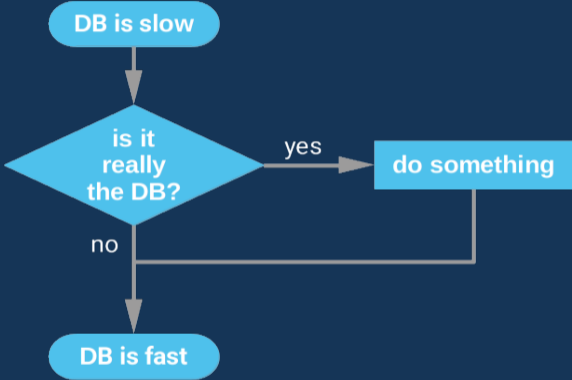 DB is slow
is it
really
the DB?
yes
do something
no
DB is fast